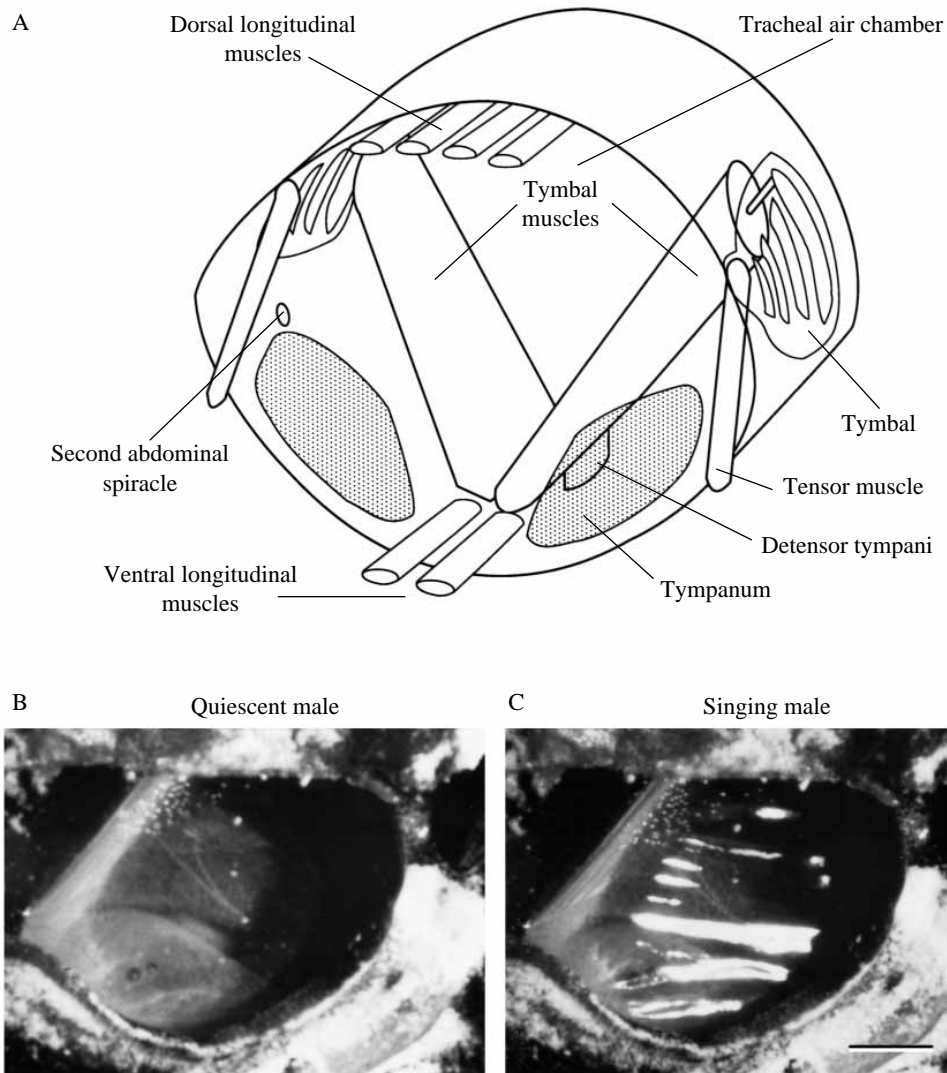 A
Dorsal longitudinal
muscles
Tracheal air chamber
Tymbal
muscles
Second abdominal
spiracle
Tymbal
Tensor muscle
Detensor tympani
Tympanum
Ventral longitudinal
muscles
B
Quiescent male
C
Singing male